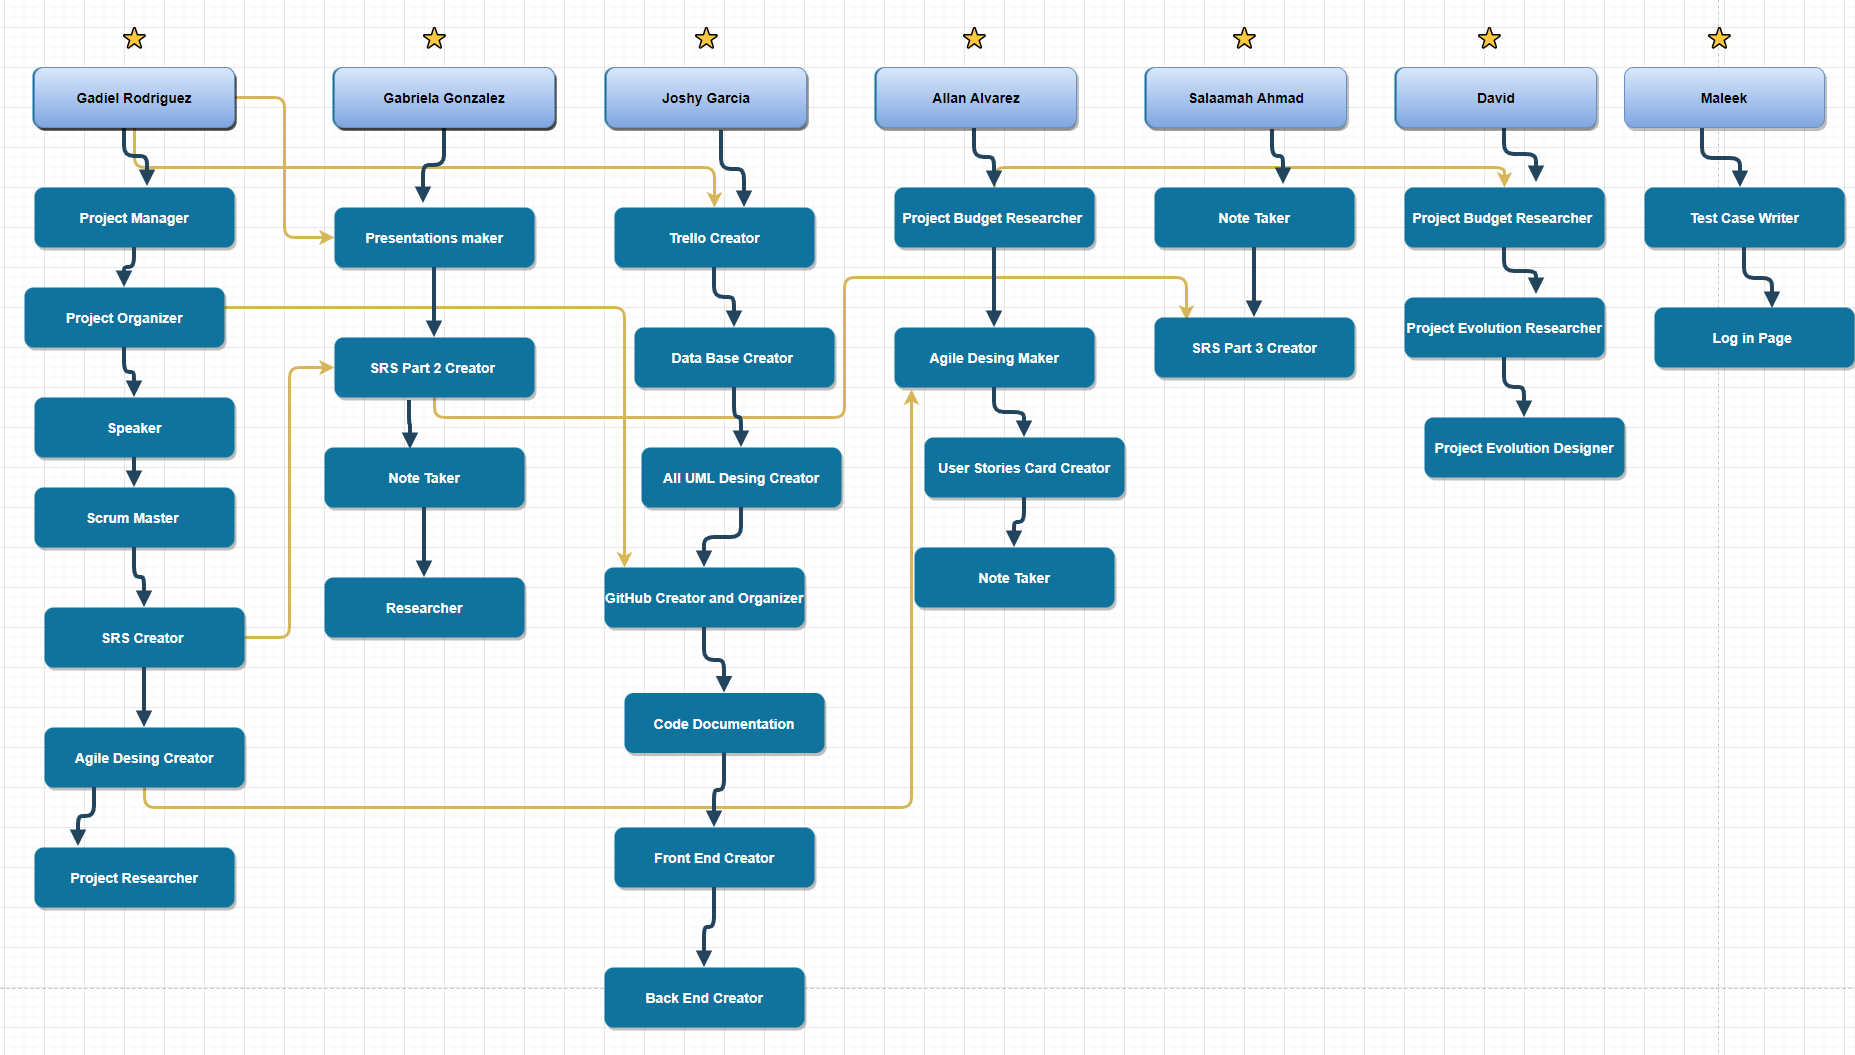 Gadiel Rodriguez
Gabriela Gonzalez
Joshy Garcia
Allan Alvarez
Salaamah Ahmad
David
Maleek
Project Manager
Project Organizer
Speaker
Scrum Master
SRS Creator
Agile Desing Creator
Project Researcher
Presentations maker
SRS Part 2 Creator
Note Taker
Researcher
Trello Creator
Data Base Creator
All UML Desing Creator
GitHub Creator and Organizer
Code Documentation
Front End Creator
Back End Creator
Project Budget Researcher
Agile Desing Maker
User Stories Card Creator
Note Taker
Note Taker
SRS Part 3 Creator
Project Budget Researcher
Project Evolution Researcher
Project Evolution Designer
Test Case Writer
Log in Page